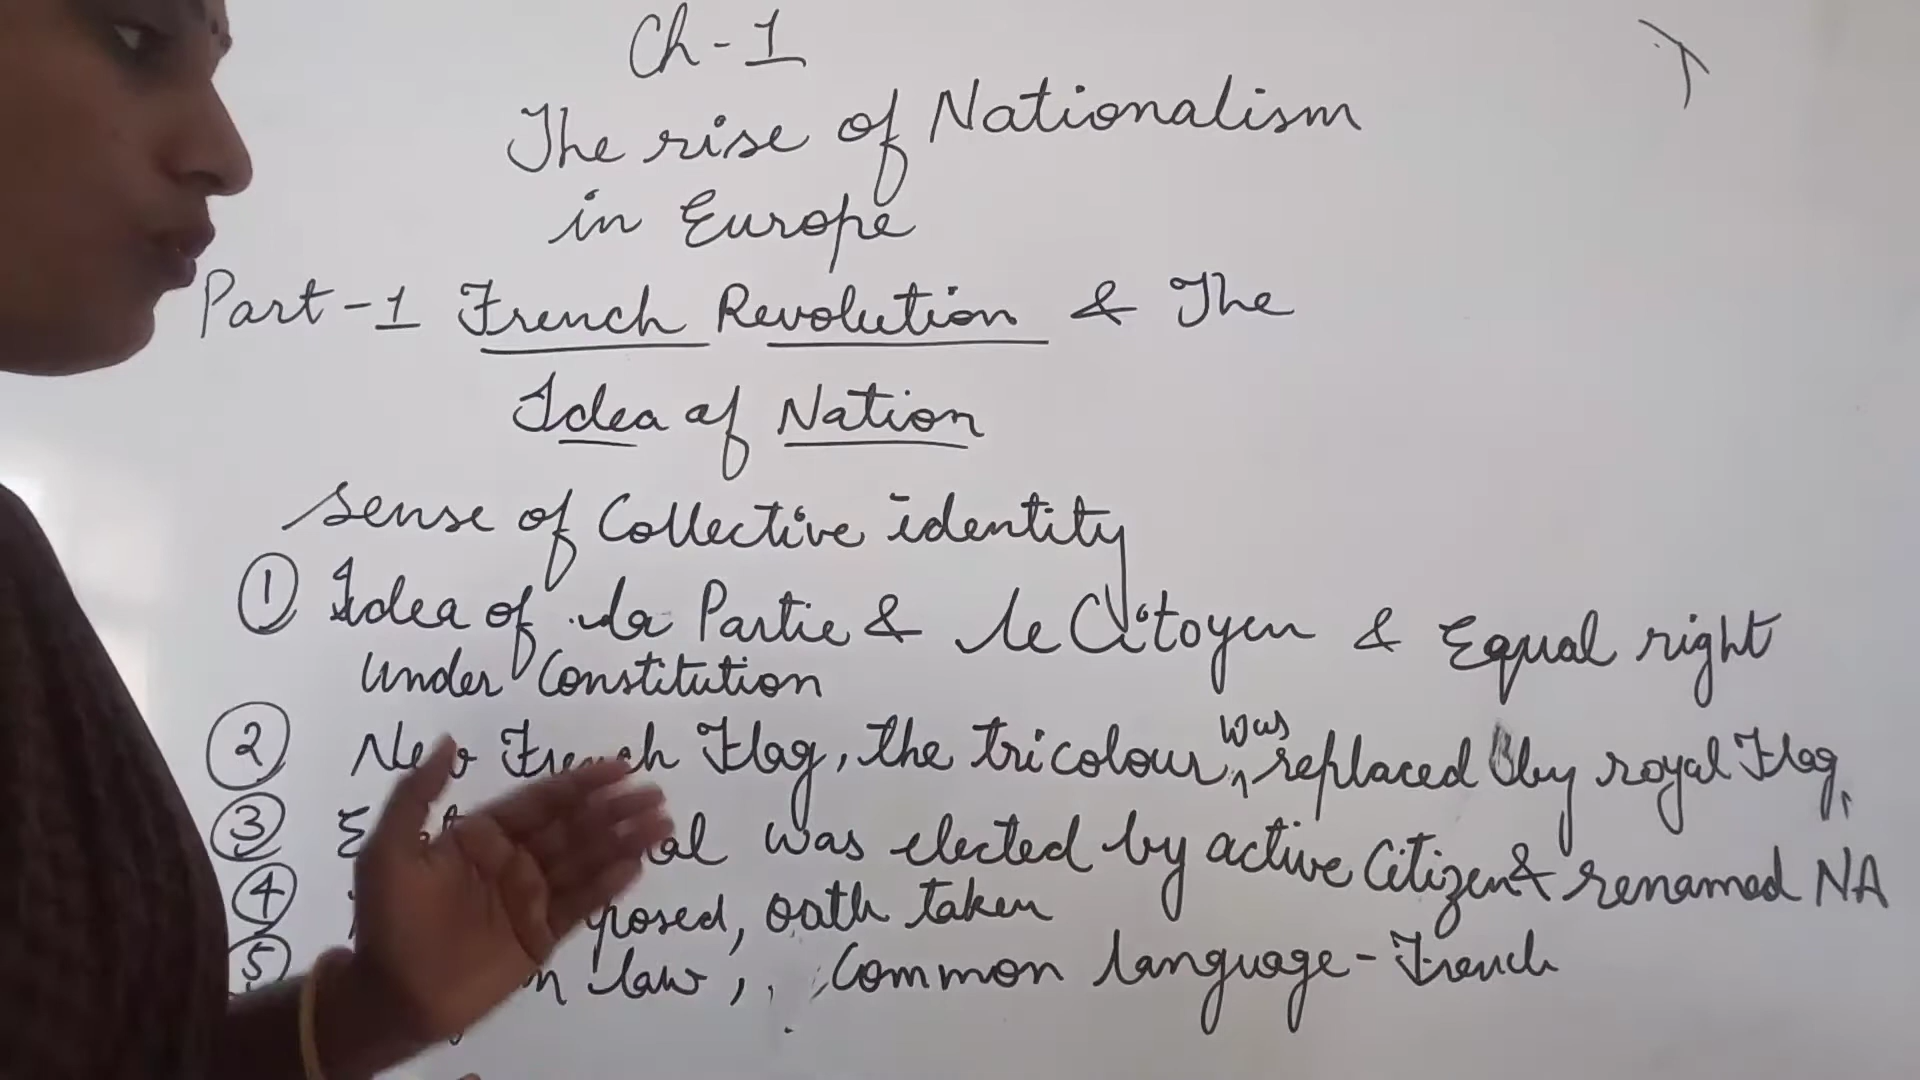 Ch-1
The rise of Nationalism
in Europe
Part-1 French Revolution & The
Idea of Nation
sense of Collective identity
① Idea of La Partie & le Citoyen & Equal right
under Constitution
② New French Flag, the tricolour was replaced by royal Flag,
③ was elected by active Citizen & renamed NA
④ oath taken
⑤ law, Common language - French